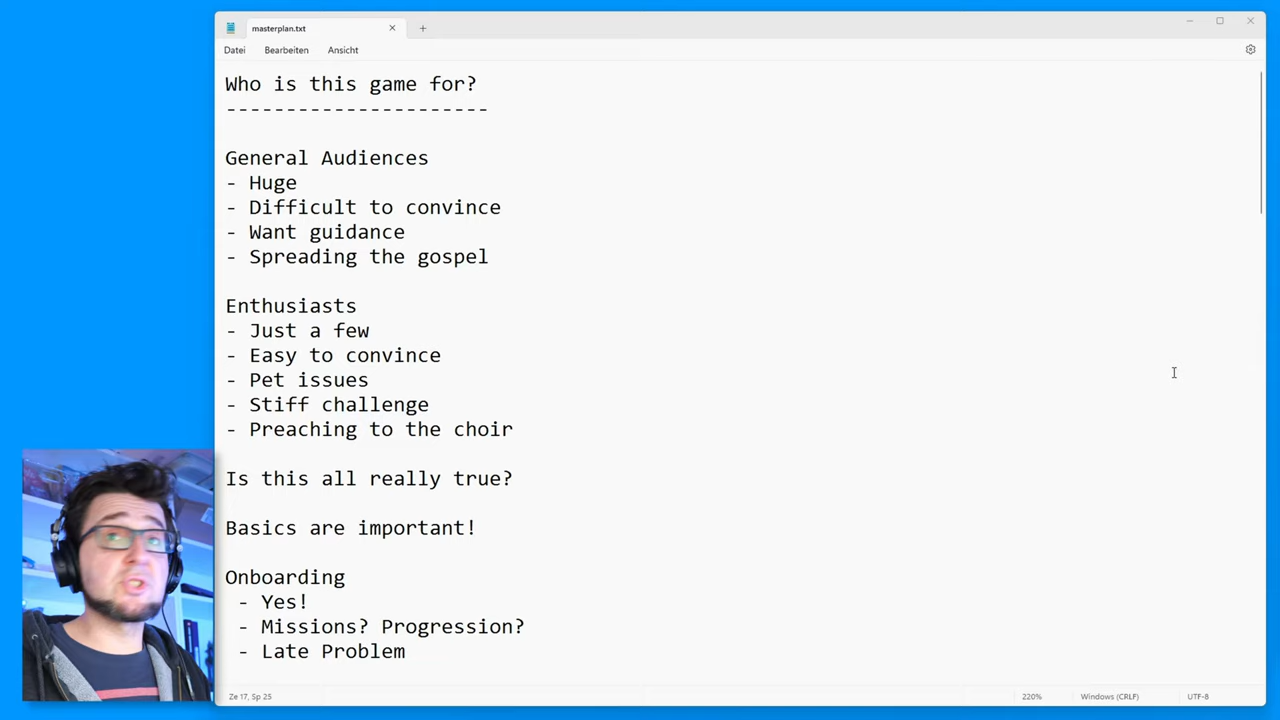 masterplan.txt
Datei Bearbeiten Ansicht
Who is this game for?
----------------------
General Audiences
- Huge
- Difficult to convince
- Want guidance
- Spreading the gospel
Enthusiasts
- Just a few
- Easy to convince
- Pet issues
- Stiff challenge
- Preaching to the choir
Is this all really true?
Basics are important!
Onboarding
- Yes!
- Missions? Progression?
- Late Problem
Ze 17, Sp 25 220% Windows (CRLF) UTF-8